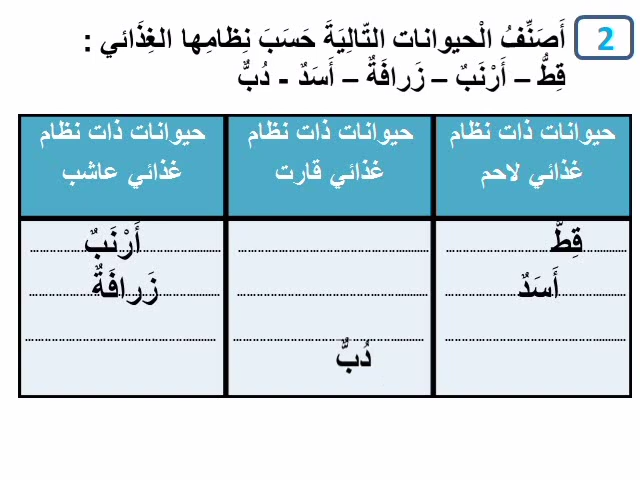 2
أَصَنِّفُ الْحيوانات التّالِيَةَ حَسَبَ نِظامِها الغِذَائي :
قِطٌّ – أَرْنَبٌ – زَرافَةٌ – أَسَدٌ - دُبٌّ
حيوانات ذات نظام غذائي لاحم
حيوانات ذات نظام غذائي قارت
حيوانات ذات نظام غذائي عاشب
قِطٌّ
أَرْنَبٌ
أَسَدٌ
زَرافَةٌ
دُبٌّ